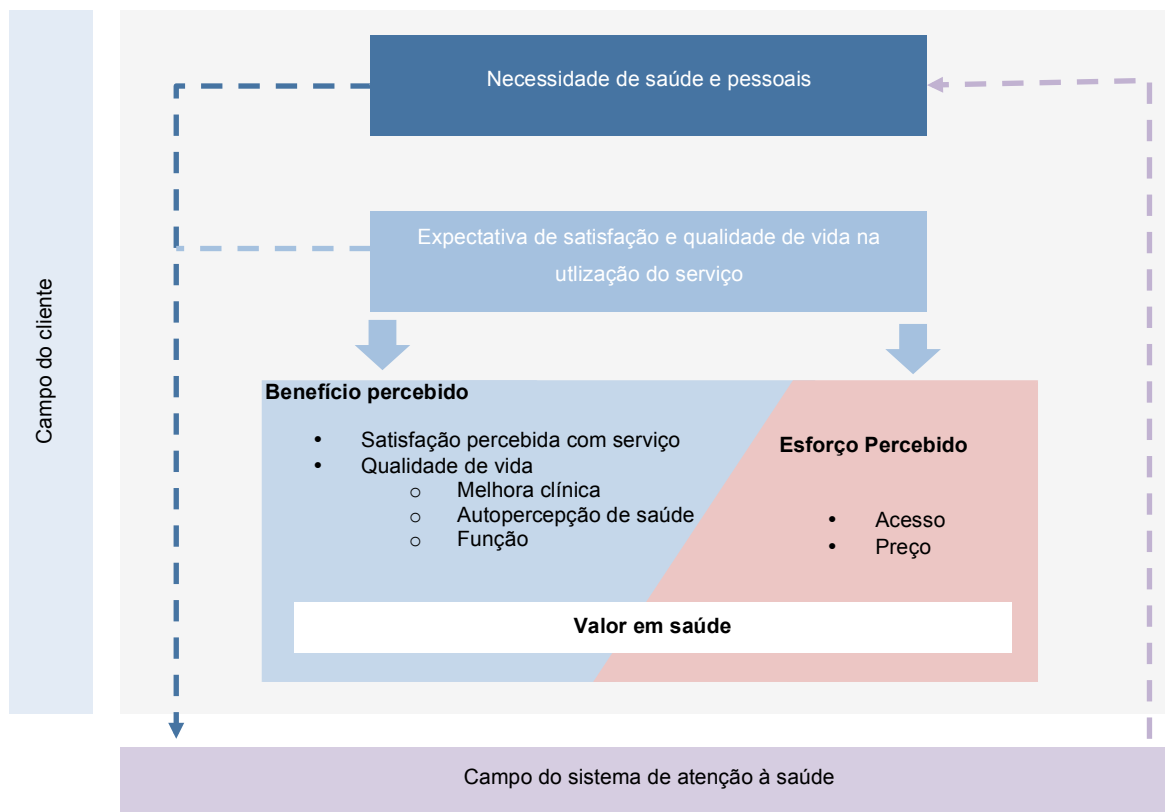 Campo do cliente
Necessidade de saúde e pessoais
Expectativa de satisfação e qualidade de vida na
utlização do serviço
Benefício percebido
• Satisfação percebida com serviço
• Qualidade de vida
o Melhora clínica
o Autopercepção de saúde
o Função
Esforço Percebido
• Acesso
• Preço
Valor em saúde
Campo do sistema de atenção à saúde